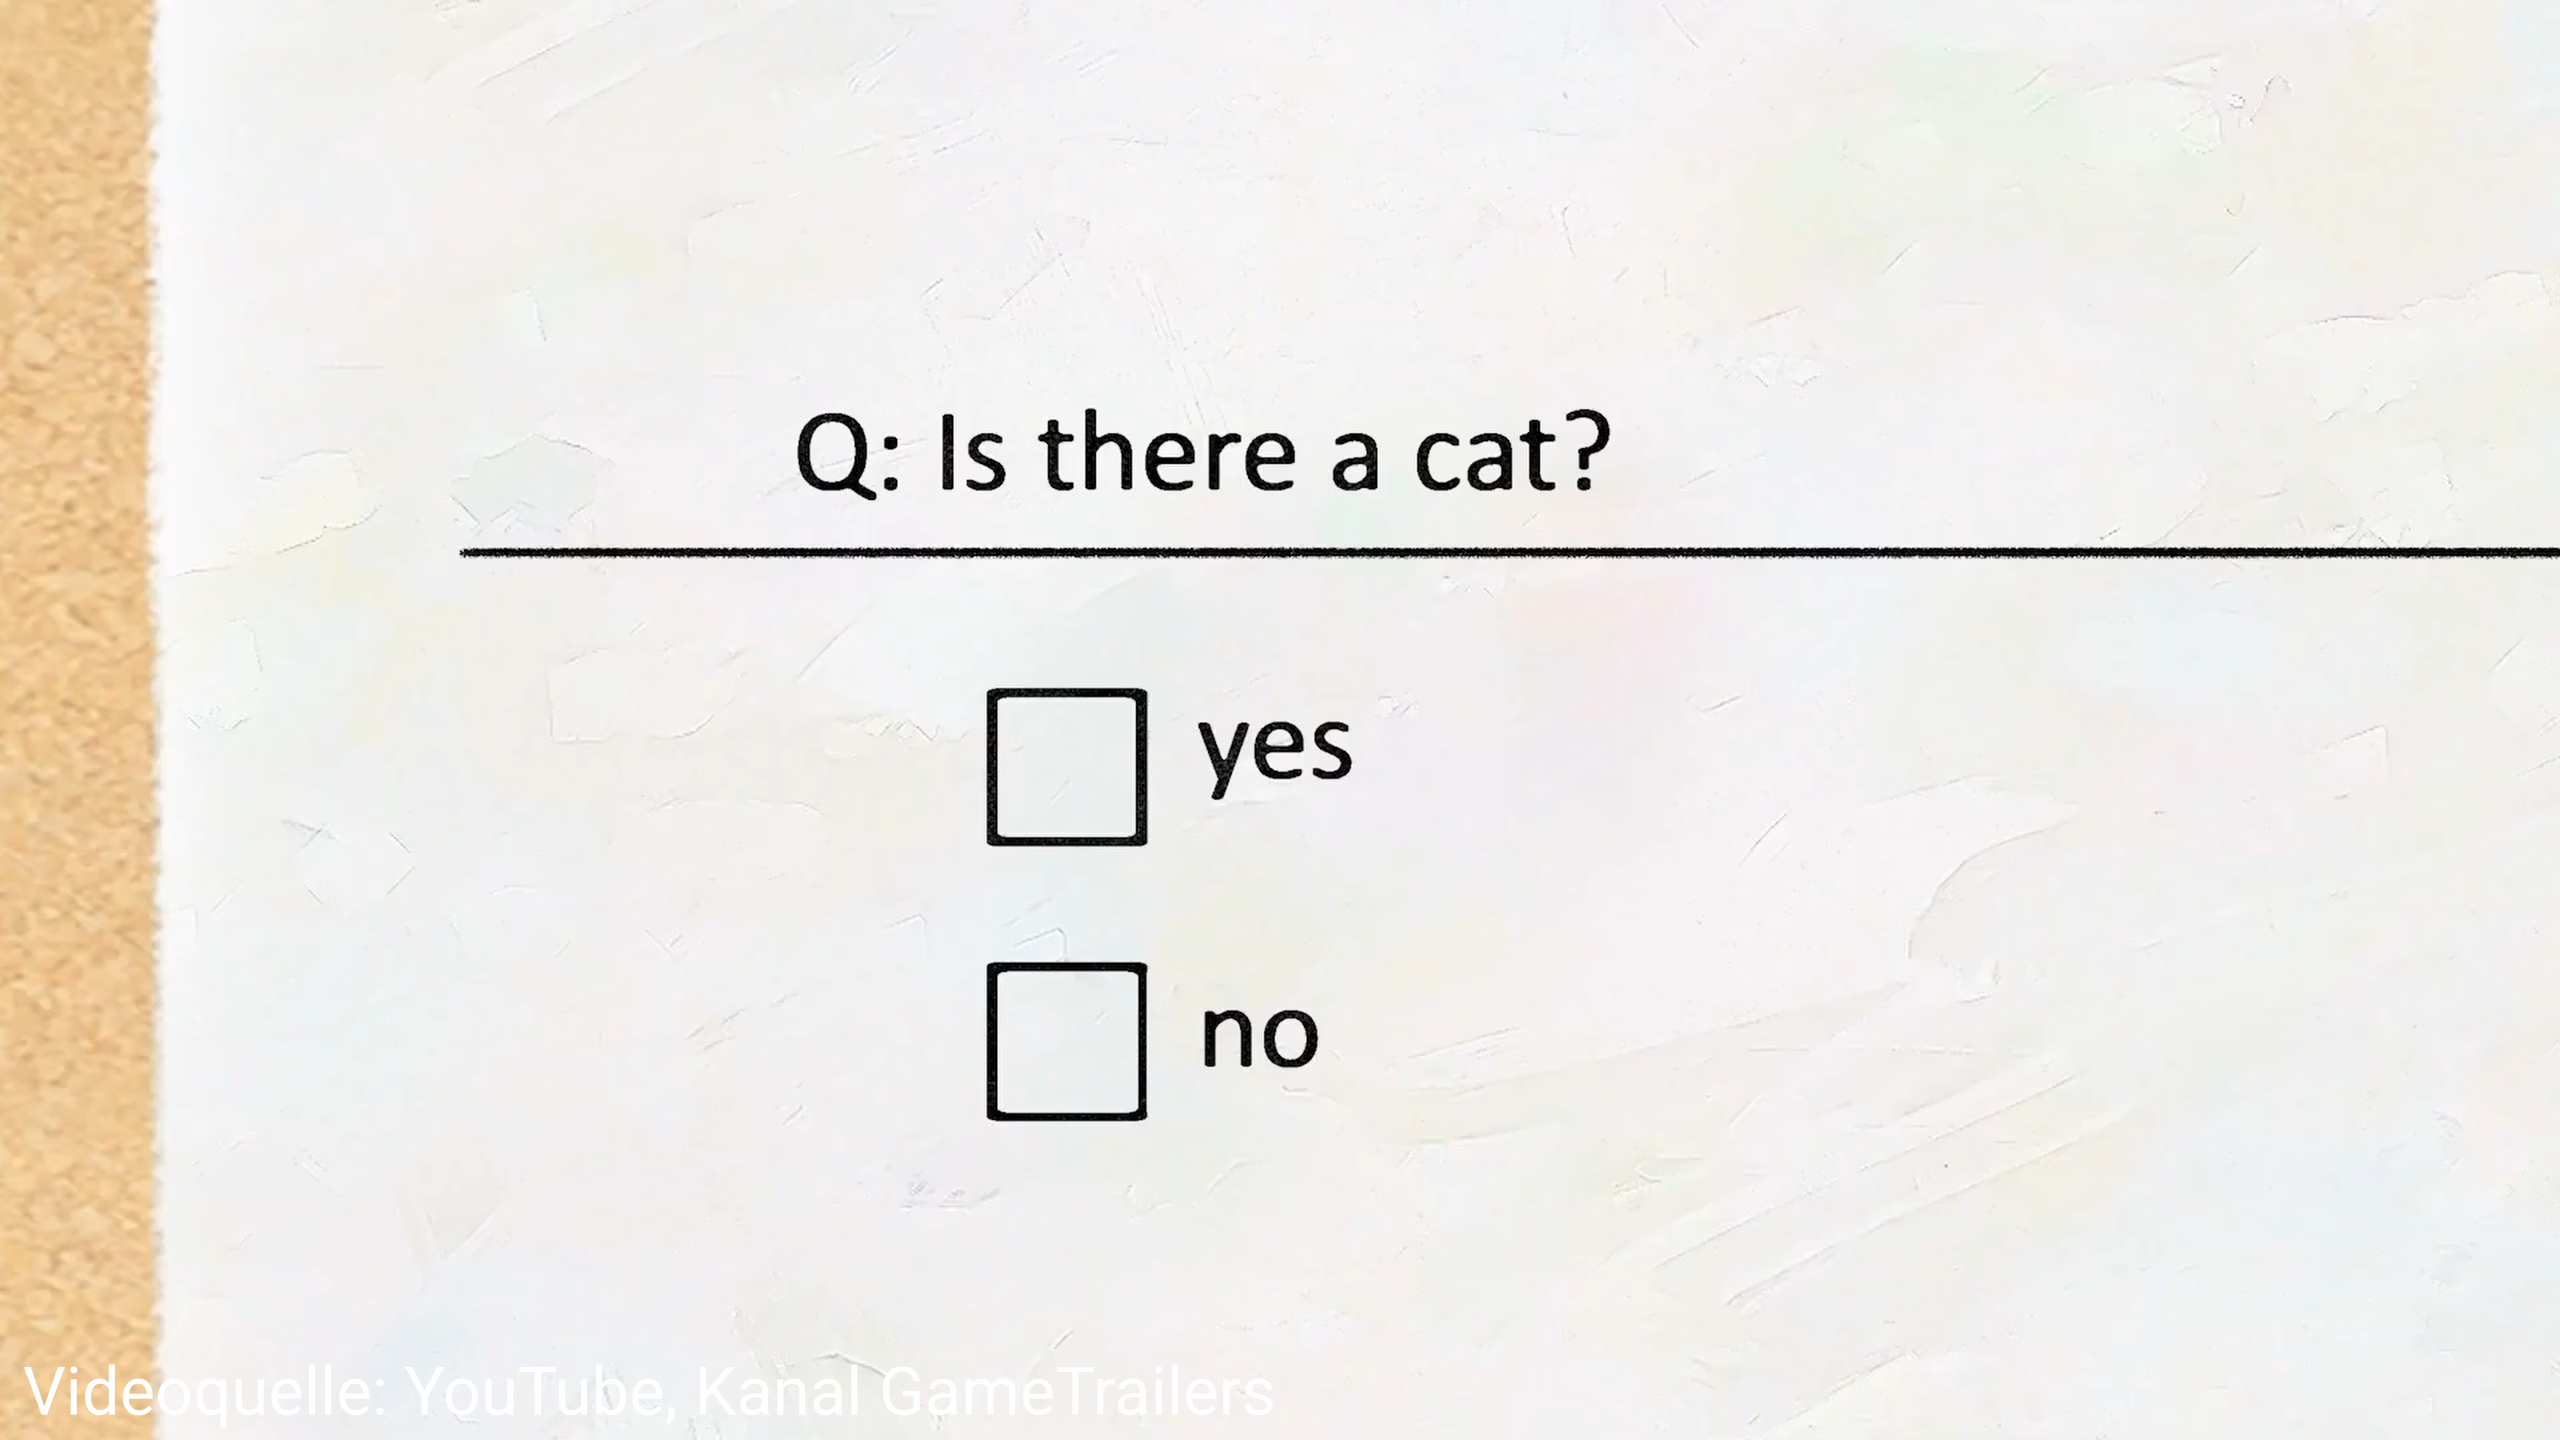 Q: Is there a cat?
yes
no
Videoquelle: YouTube, Kanal GameTrailers